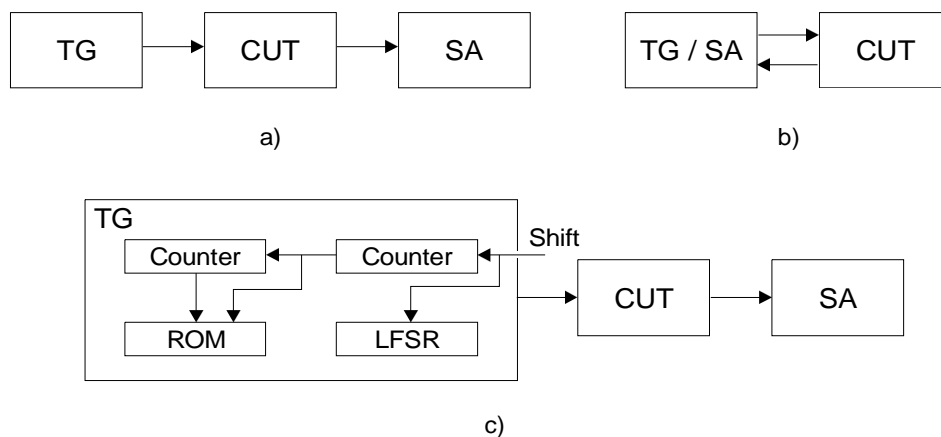 TG CUT SA TG / SA CUT
a) b)
TG
Shift
Counter Counter
CUT SA
ROM LFSR
c)